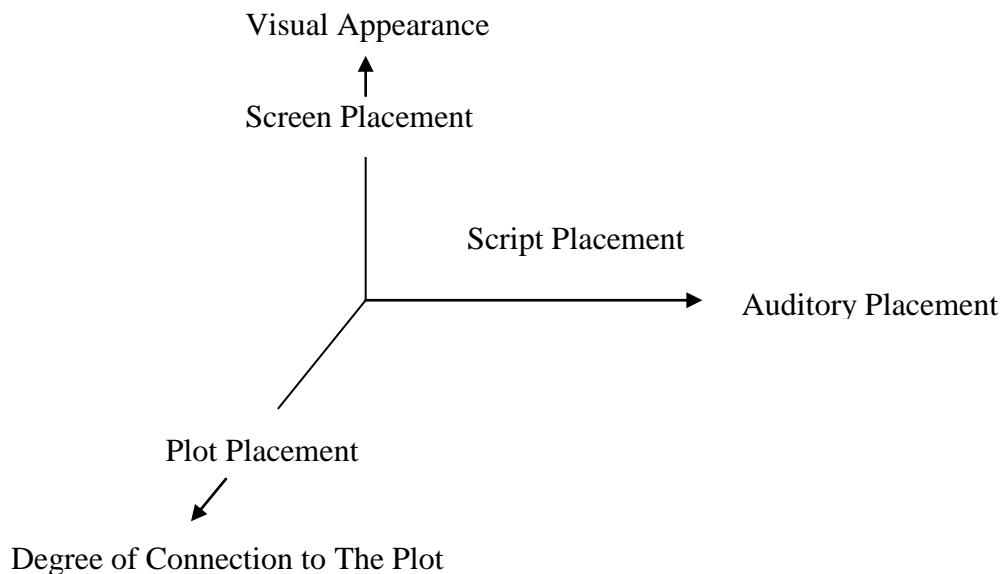 Visual Appearance
Screen Placement
Script Placement
Auditory Placement
Plot Placement
Degree of Connection to The Plot